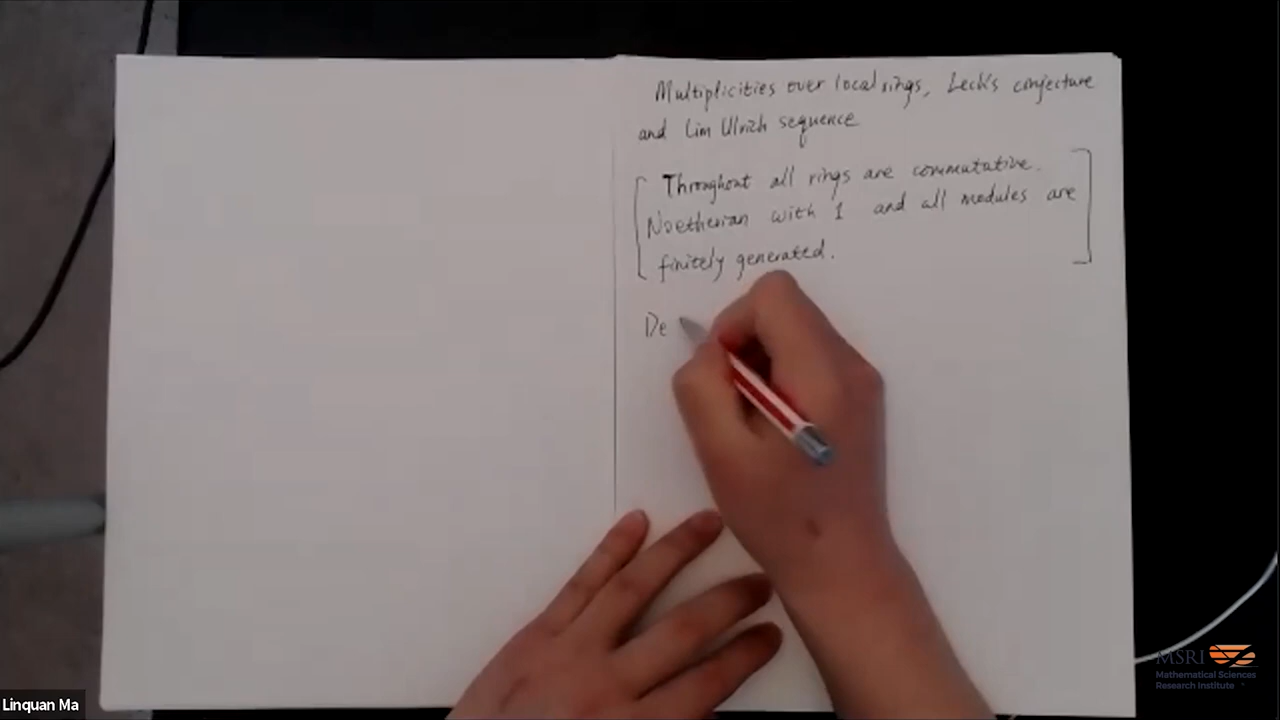 Multiplicities over local rings, Lech's conjecture
and Lim Ulrich sequence
Throughout all rings are commutative.
Noetherian with 1 and all modules are
finitely generated.
De
MSRI
Mathematical Sciences
Research Institute
Linquan Ma